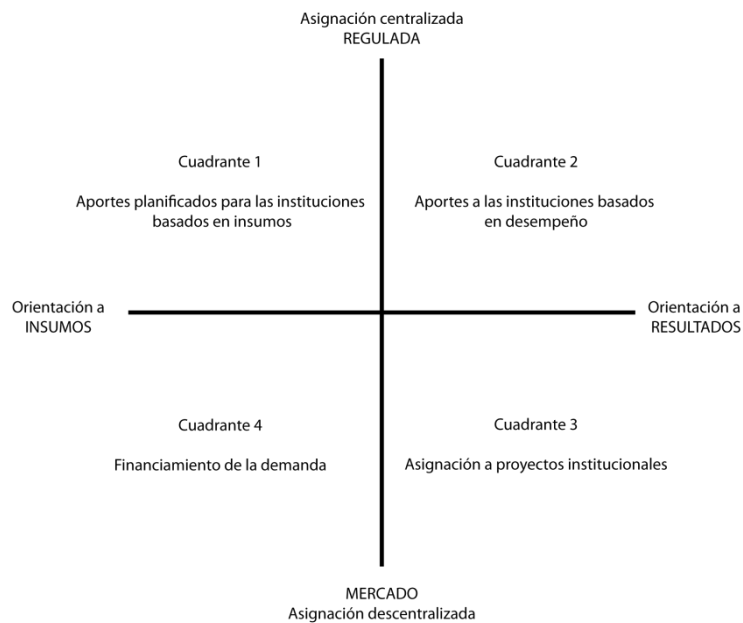 Asignación centralizada
REGULADA
Cuadrante 1
Aportes planificados para las instituciones
basados en insumos
Cuadrante 2
Aportes a las instituciones basados
en desempeño
Orientación a
INSUMOS
Orientación a
RESULTADOS
Cuadrante 4
Financiamiento de la demanda
Cuadrante 3
Asignación a proyectos institucionales
MERCADO
Asignación descentralizada